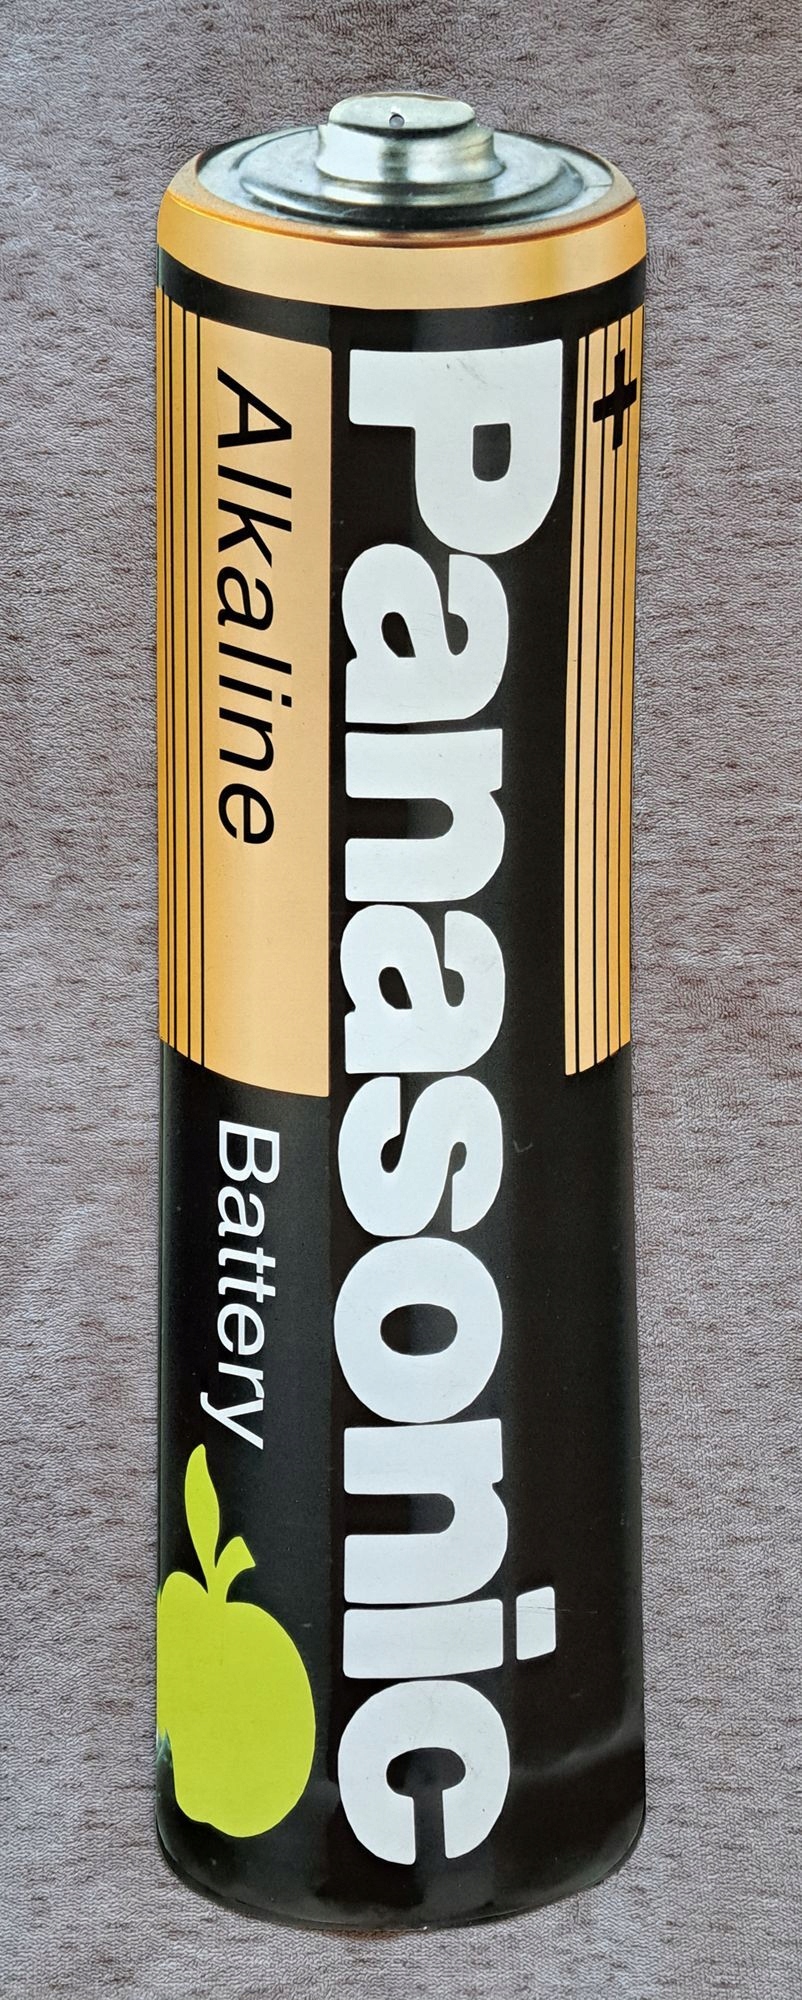 +
Panasonic
Alkaline Battery